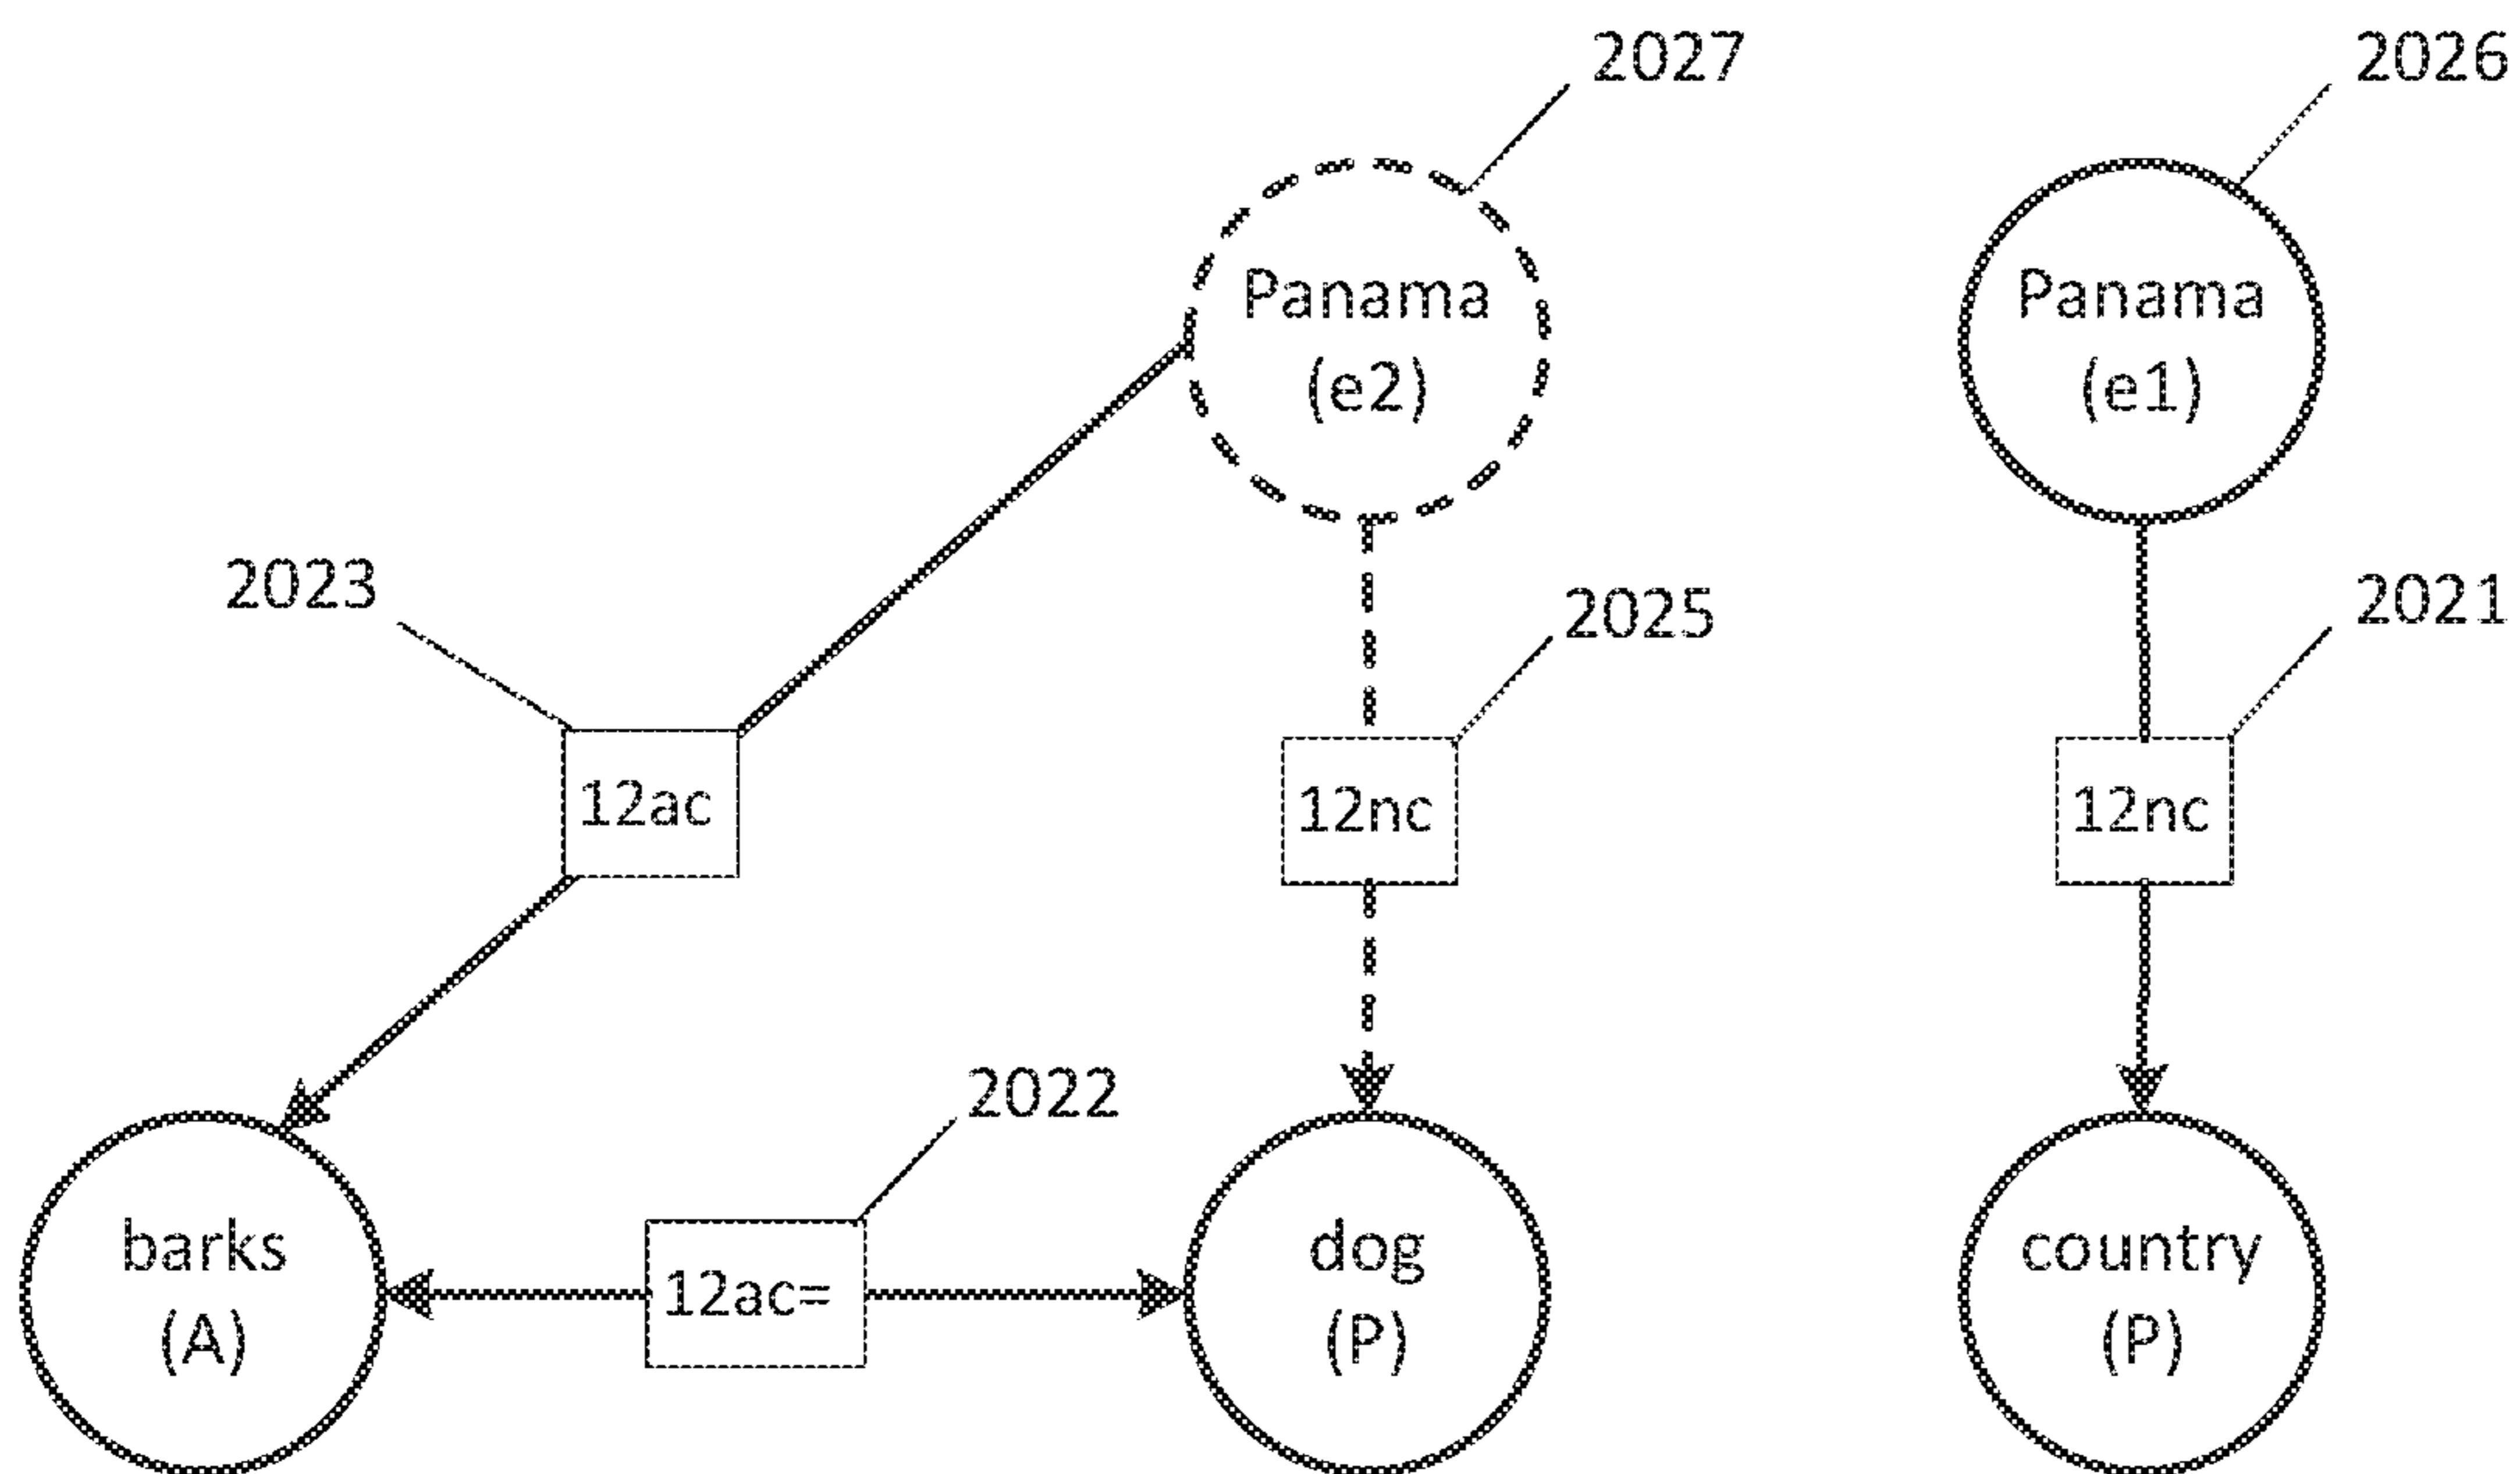 2027
2026
Panama
(e2)
Panama
(e1)
2023
2025
2021
12ac
12nc
12nc
2022
barks
(A)
12ac=
dog
(P)
country
(P)